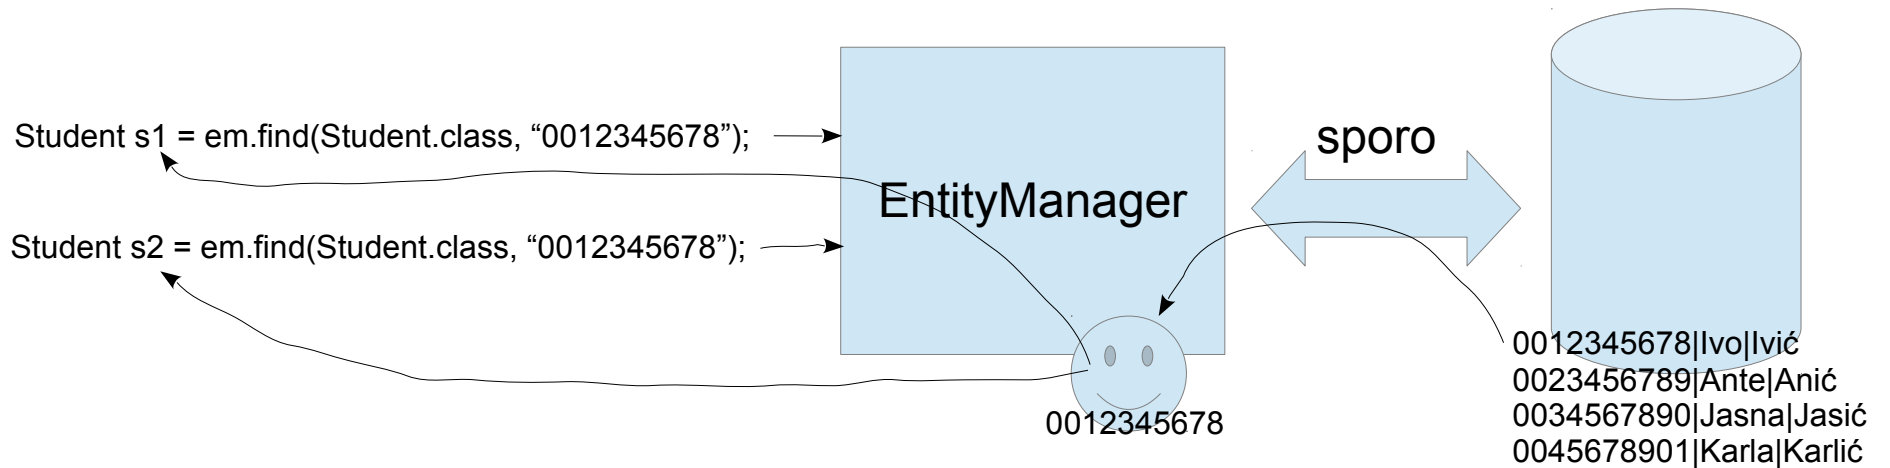 Student s1 = em.find(Student.class, “0012345678”);
sporo
EntityManager
Student s2 = em.find(Student.class, “0012345678”);
0012345678|Ivo|Ivić
0023456789|Ante|Anić
0034567890|Jasna|Jasić
0045678901|Karla|Karlić
0012345678